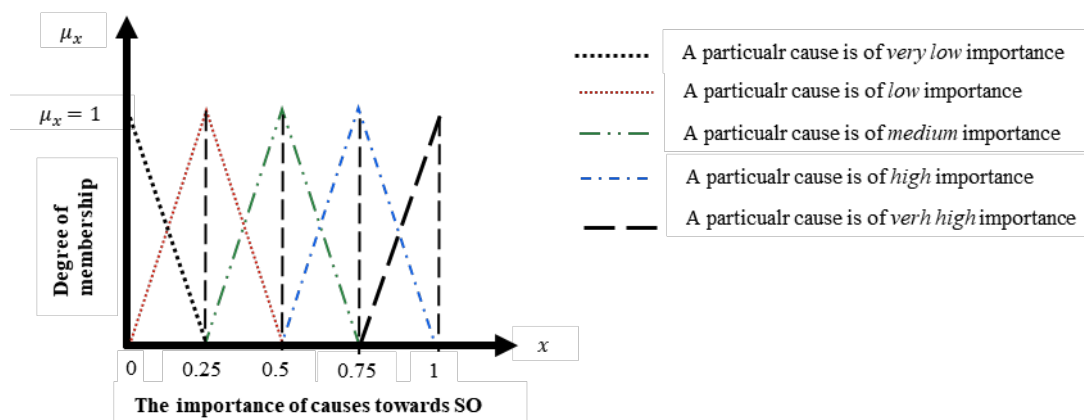 μₓ
μₓ = 1
Degree of
membership
0
0.25
0.5
0.75
1
x
The importance of causes towards SO
A particualr cause is of very low importance
A particualr cause is of low importance
A particualr cause is of medium importance
A particualr cause is of high importance
A particualr cause is of verh high importance